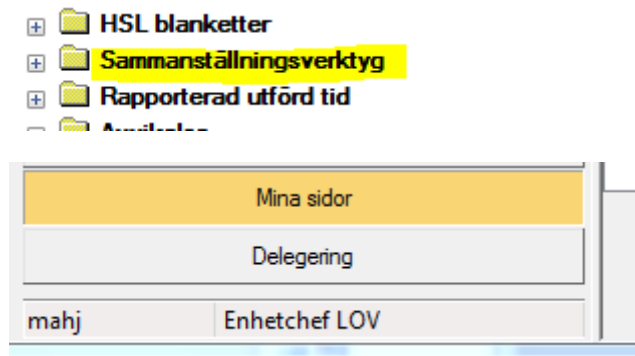 HSL blanketter
Sammanställningsverktyg
Rapporterad utförd tid
Mina sidor
Delegering
mahj Enhetchef LOV